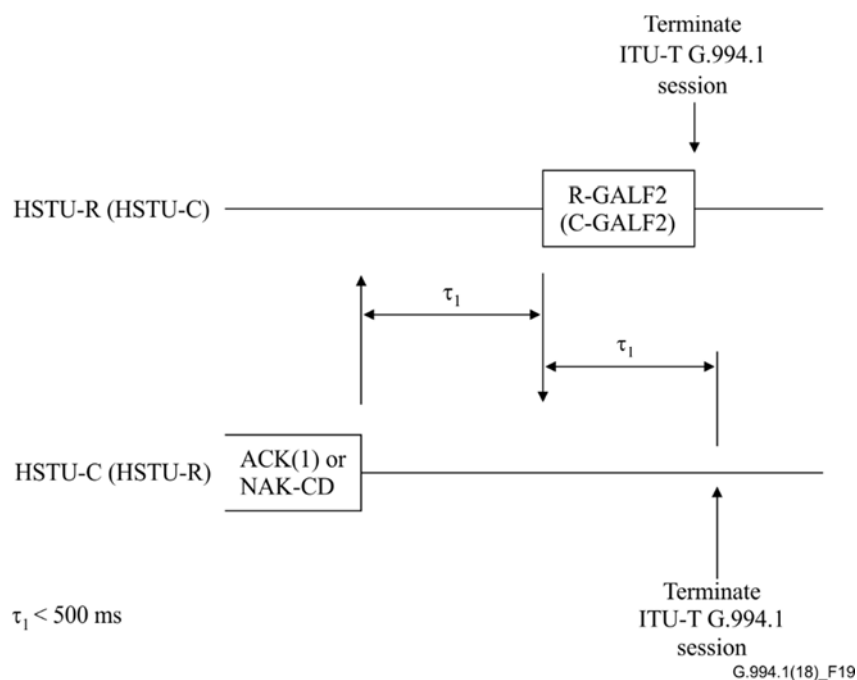 Terminate
ITU-T G.994.1
session
R-GALF2
(C-GALF2)
HSTU-R (HSTU-C)
τ1
τ1
ACK(1) or
NAK-CD
HSTU-C (HSTU-R)
τ1 < 500 ms
Terminate
ITU-T G.994.1
session
G.994.1(18)_F19